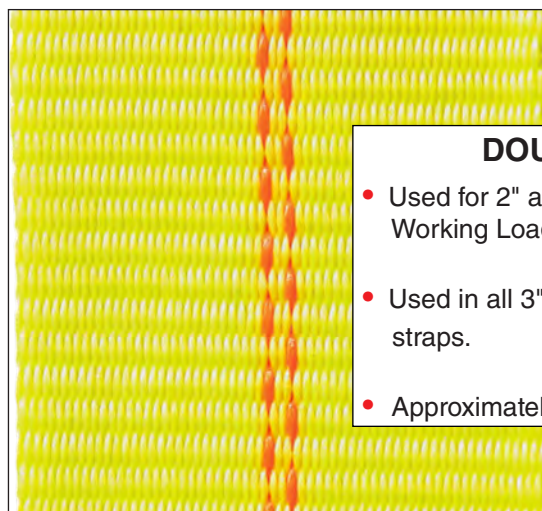 DOU
• Used for 2" a
Working Loa
• Used in all 3"
straps.
• Approximatel